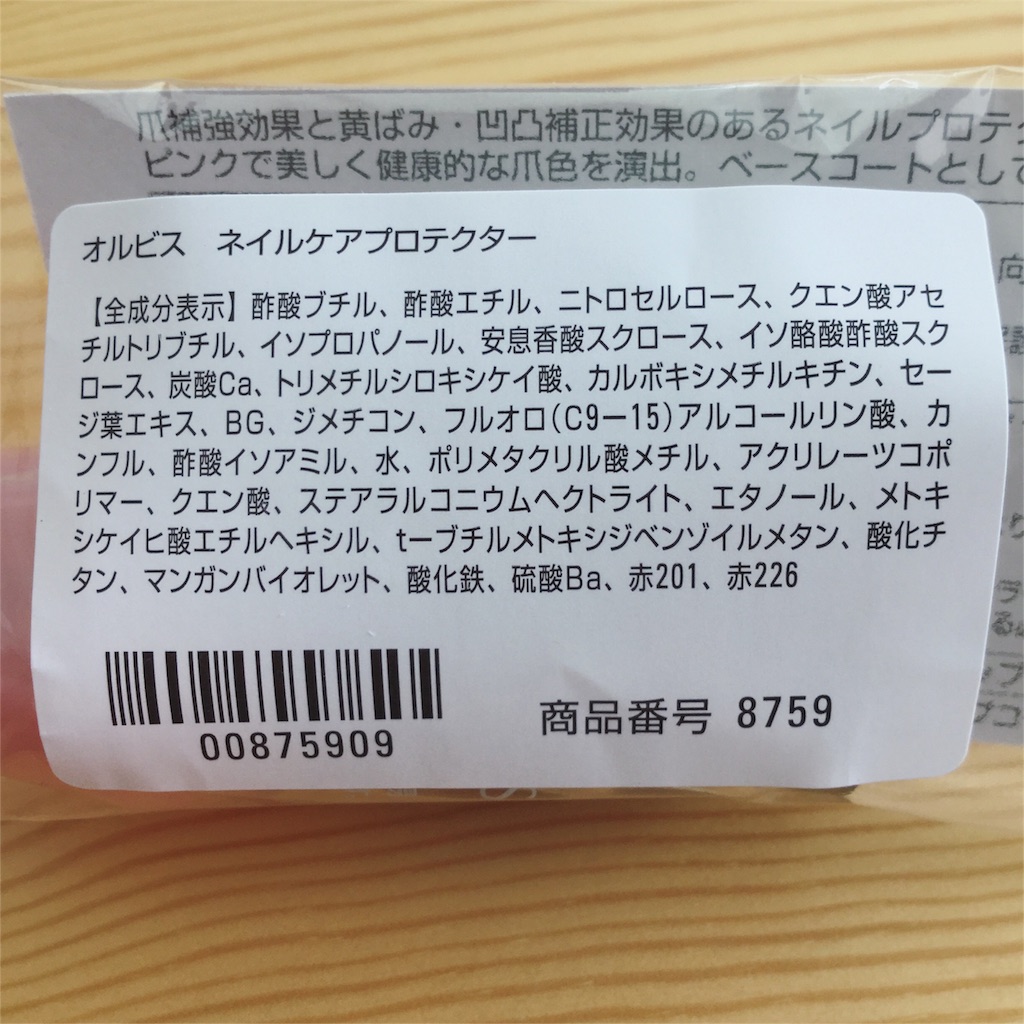 爪補強効果と黄ばみ・凹凸補正効果のあるネイルプロテク
ピンクで美しく健康的な爪色を演出。ベースコートとして
オルビス　ネイルケアプロテクター
【全成分表示】酢酸ブチル、酢酸エチル、ニトロセルロース、クエン酸アセ
チルトリブチル、イソプロパノール、安息香酸スクロース、イソ酪酸酢酸スク
ロース、炭酸Ca、トリメチルシロキシケイ酸、カルボキシメチルキチン、セー
ジ葉エキス、BG、ジメチコン、フルオロ(C9ー15)アルコールリン酸、カ
ンフル、酢酸イソアミル、水、ポリメタクリル酸メチル、アクリレーツコポ
リマー、クエン酸、ステアラルコニウムヘクトライト、エタノール、メトキ
シケイヒ酸エチルヘキシル、tーブチルメトキシジベンゾイルメタン、酸化チ
タン、マンガンバイオレット、酸化鉄、硫酸Ba、赤201、赤226
00875909
商品番号 8759
向